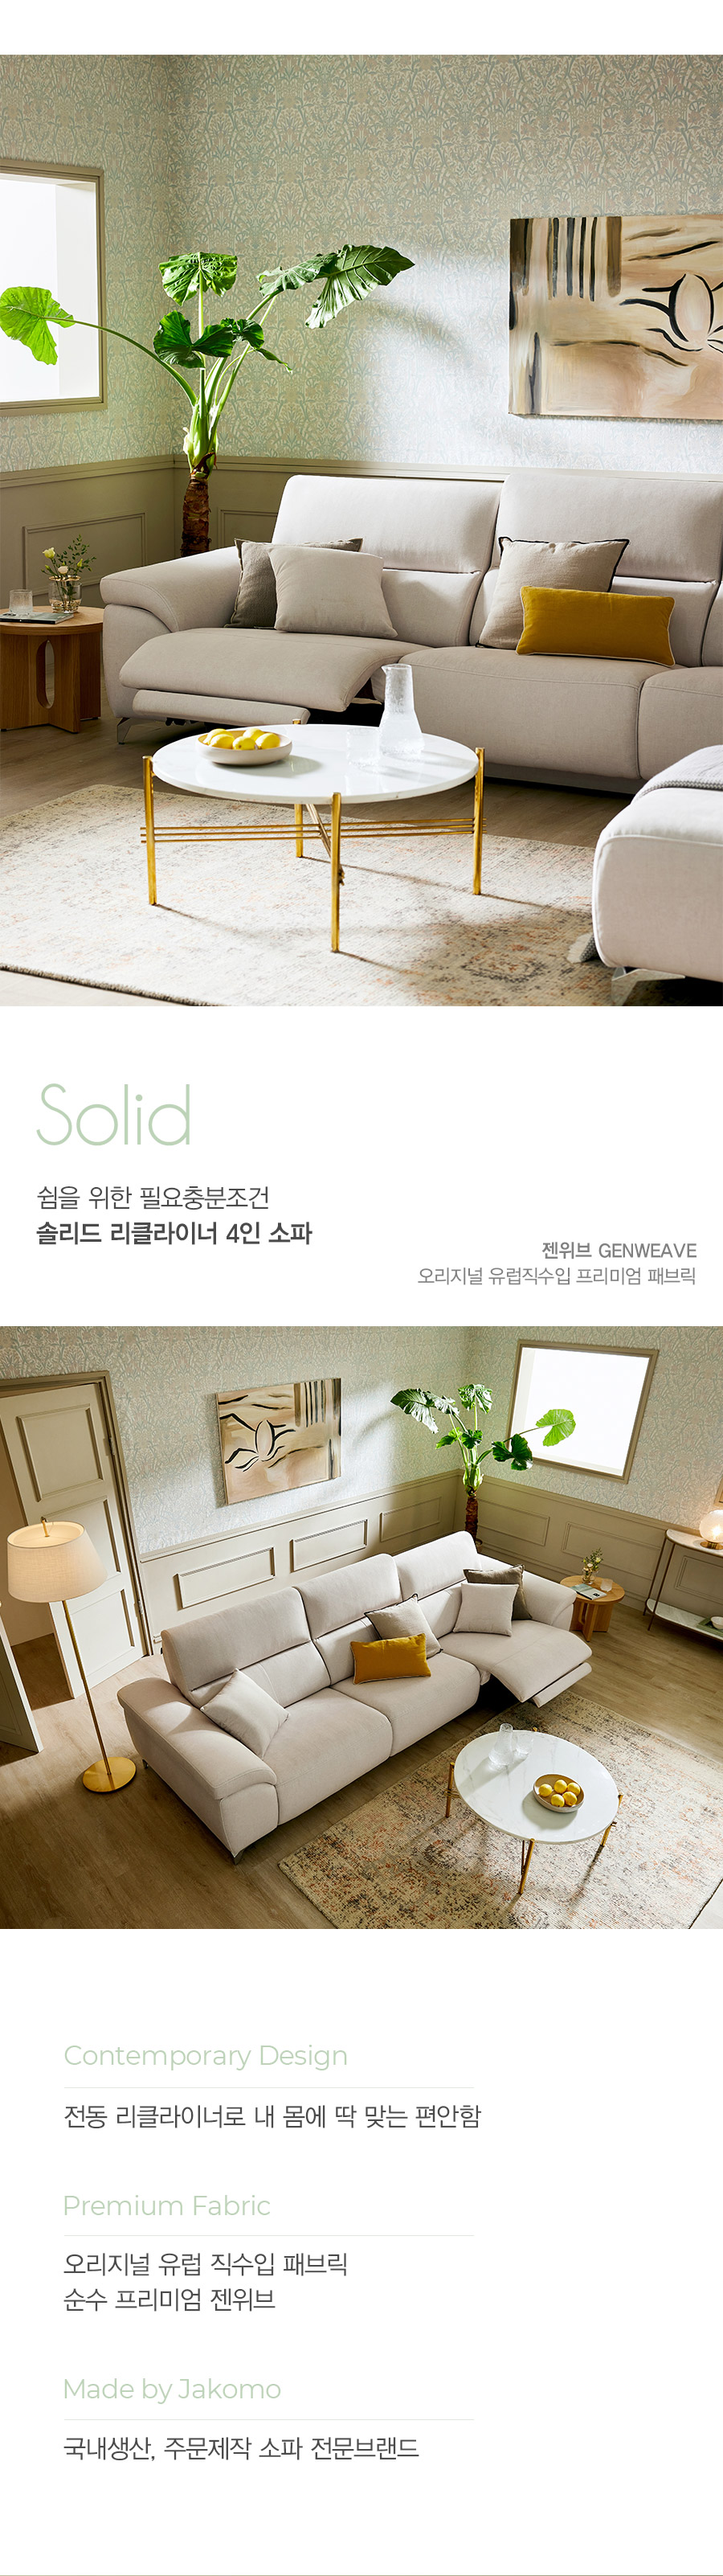 Solid
쉼을 위한 필요충분조건
솔리드 리클라이너 4인 소파
젠위브 GENWEAVE
오리지널 유럽직수입 프리미엄 패브릭
Contemporary Design
전동 리클라이너로 내 몸에 딱 맞는 편안함
Premium Fabric
오리지널 유럽 직수입 패브릭
순수 프리미엄 젠위브
Made by Jakomo
국내생산, 주문제작 소파 전문브랜드